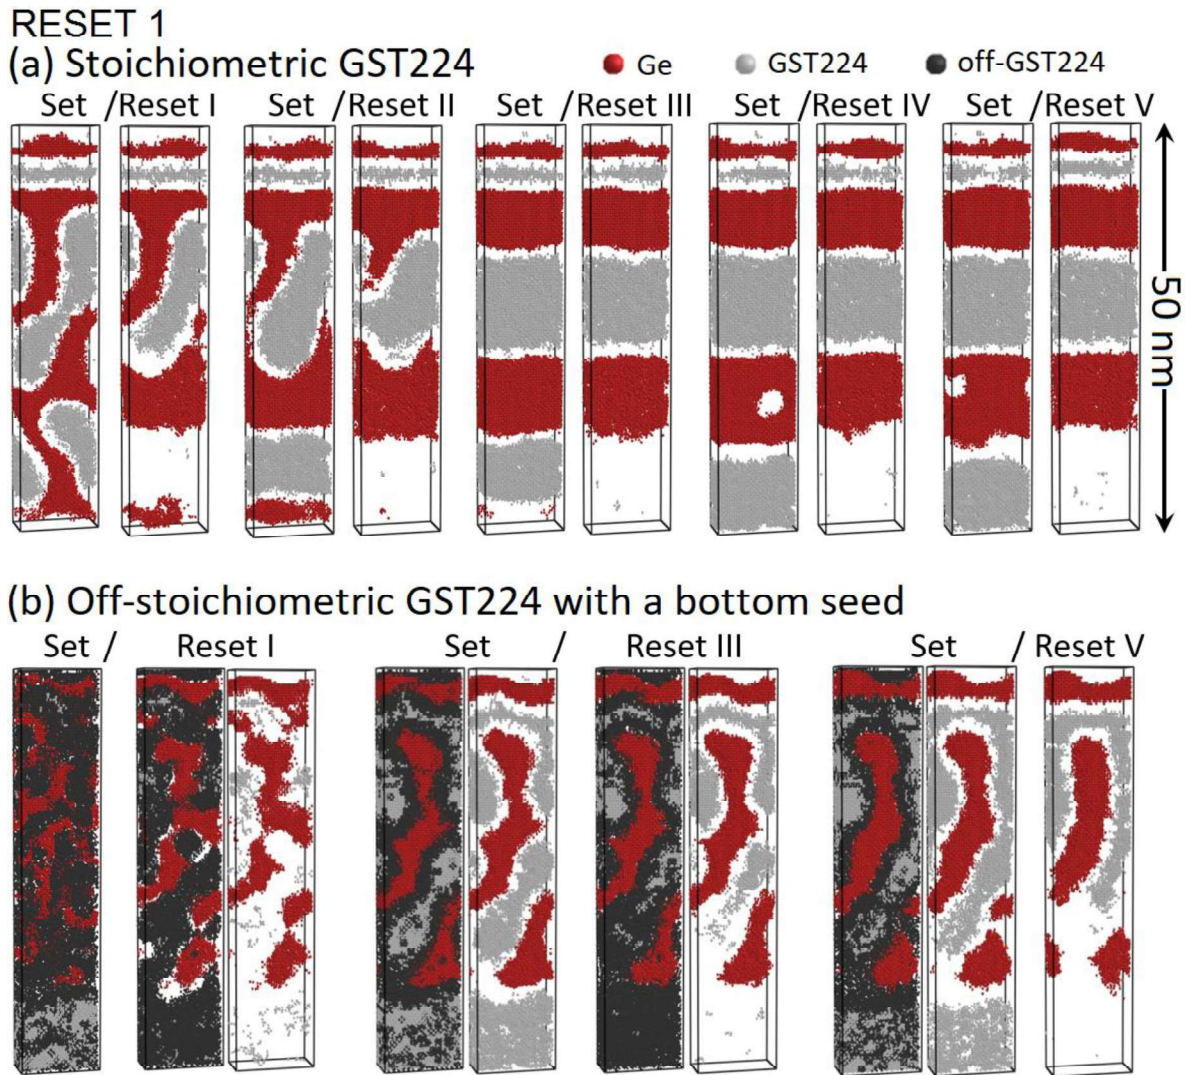 RESET 1
(a) Stoichiometric GST224
Ge GST224 off-GST224
Set / Reset I Set / Reset II Set / Reset III Set / Reset IV Set / Reset V
50 nm
(b) Off-stoichiometric GST224 with a bottom seed
Set / Reset I Set / Reset III Set / Reset V